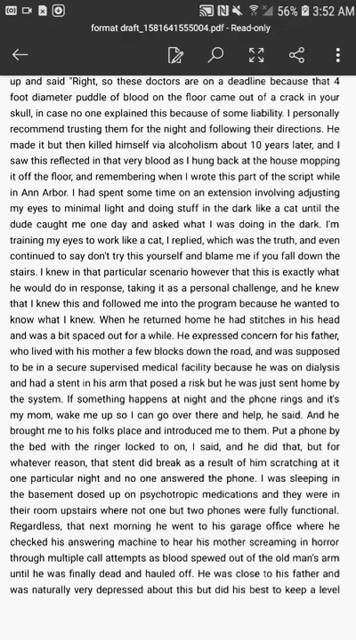 56% 3:52 AM
format draft_1581641555004.pdf - Read-only
up and said "Right, so these doctors are on a deadline because that 4
foot diameter puddle of blood on the floor came out of a crack in your
skull, in case no one explained this because of some liability. I personally
recommend trusting them for the night and following their directions. He
made it but then killed himself via alcoholism about 10 years later, and I
saw this reflected in that very blood as I hung back at the house mopping
it off the floor, and remembering when I wrote this part of the script while
in Ann Arbor. I had spent some time on an extension involving adjusting
my eyes to minimal light and doing stuff in the dark like a cat until the
dude caught me one day and asked what I was doing in the dark. I'm
training my eyes to work like a cat, I replied, which was the truth, and even
continued to say don't try this yourself and blame me if you fall down the
stairs. I knew in that particular scenario however that this is exactly what
he would do in response, taking it as a personal challenge, and he knew
that I knew this and followed me into the program because he wanted to
know what I knew. When he returned home he had stitches in his head
and was a bit spaced out for a while. He expressed concern for his father,
who lived with his mother a few blocks down the road, and was supposed
to be in a secure supervised medical facility because he was on dialysis
and had a stent in his arm that posed a risk but he was just sent home by
the system. If something happens at night and the phone rings and it's
my mom, wake me up so I can go over there and help, he said. And he
brought me to his folks place and introduced me to them. Put a phone by
the bed with the ringer locked to on, I said, and he did that, but for
whatever reason, that stent did break as a result of him scratching at it
one particular night and no one answered the phone. I was sleeping in
the basement dosed up on psychotropic medications and they were in
their room upstairs where not one but two phones were fully functional.
Regardless, that next morning he went to his garage office where he
checked his answering machine to hear his mother screaming in horror
through multiple call attempts as blood spewed out of the old man's arm
until he was finally dead and hauled off. He was close to his father and
was naturally very depressed about this but did his best to keep a level